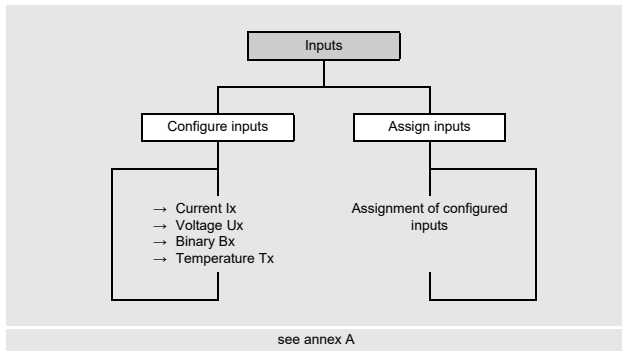 Inputs
Configure inputs
Assign inputs
→ Current Ix
→ Voltage Ux
→ Binary Bx
→ Temperature Tx
Assignment of configured
inputs
see annex A